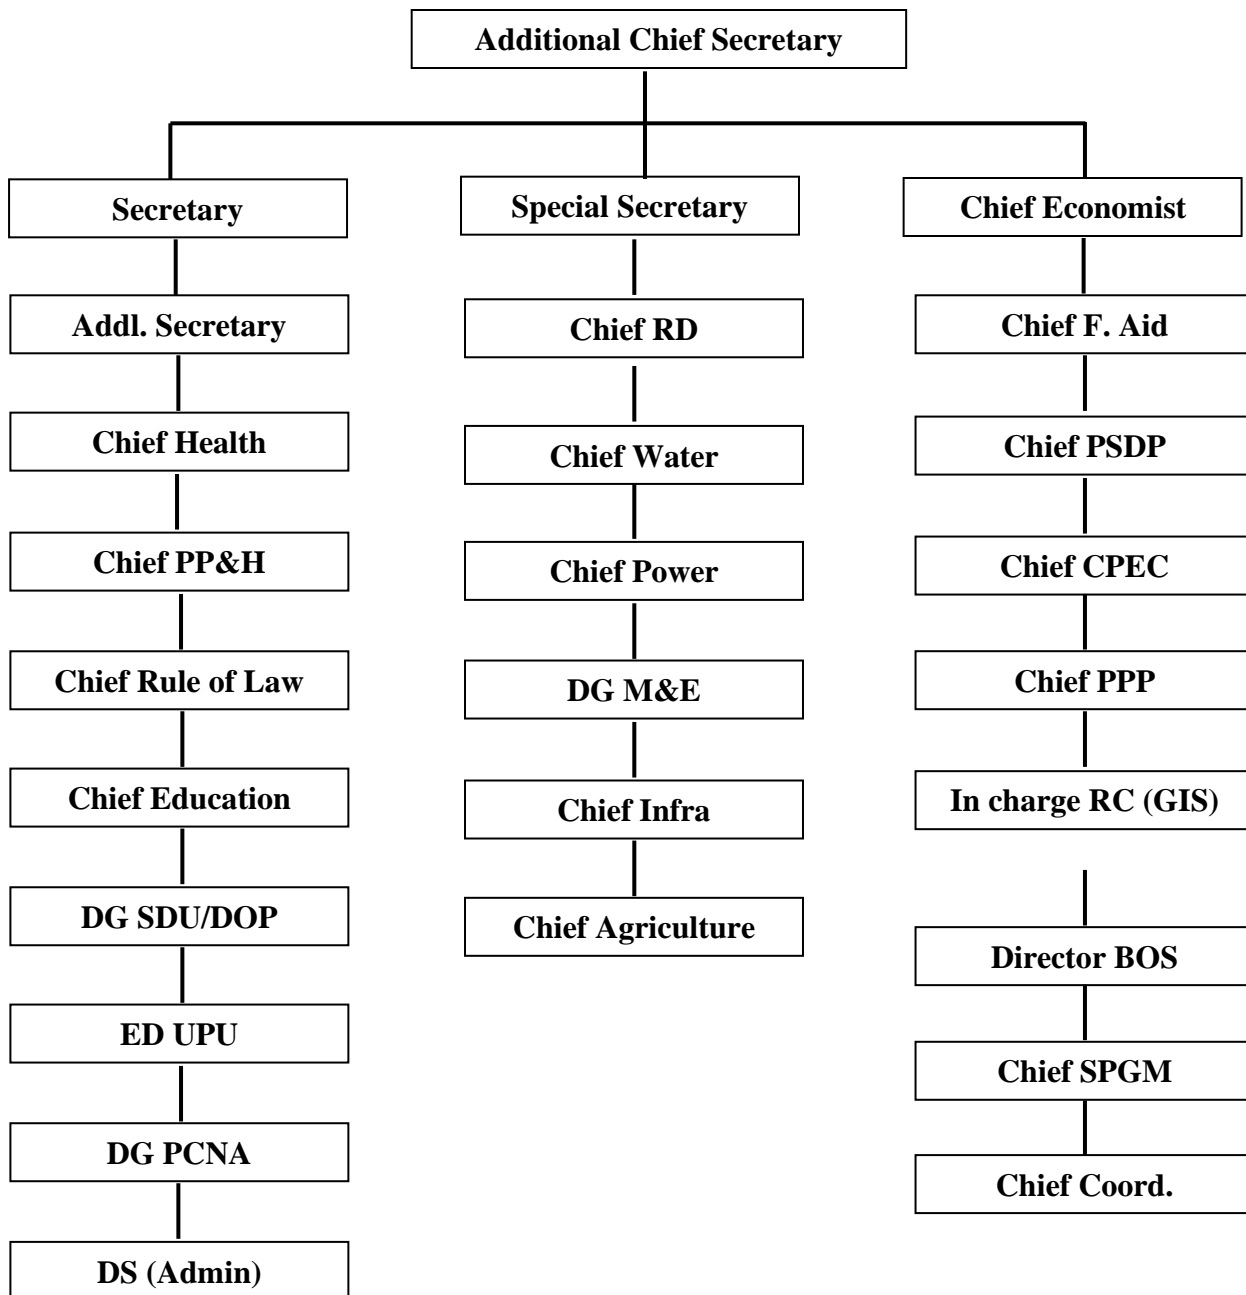 Additional Chief Secretary
Secretary
Special Secretary
Chief Economist
Addl. Secretary
Chief RD
Chief F. Aid
Chief Health
Chief Water
Chief PSDP
Chief PP&H
Chief Power
Chief CPEC
Chief Rule of Law
DG M&E
Chief PPP
Chief Education
Chief Infra
In charge RC (GIS)
DG SDU/DOP
Chief Agriculture
Director BOS
ED UPU
Chief SPGM
DG PCNA
Chief Coord.
DS (Admin)